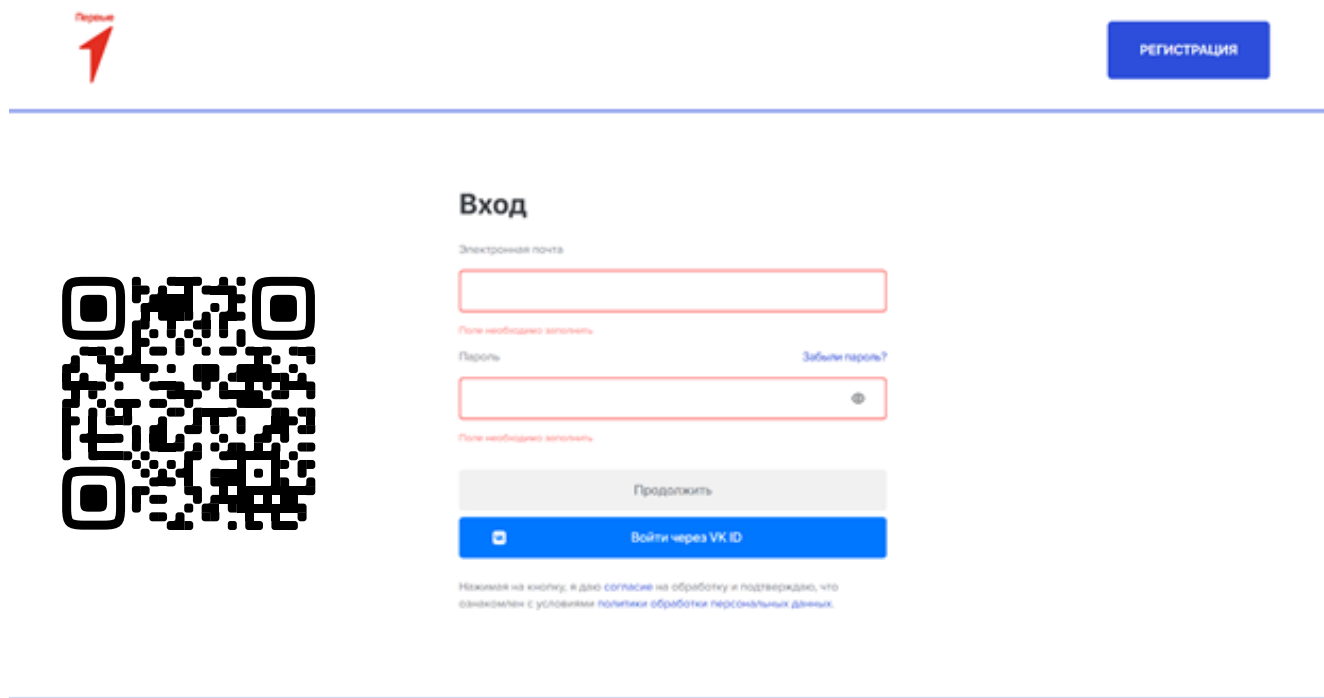 Первые
РЕГИСТРАЦИЯ
Вход
Электронная почта
Поле необходимо заполнить
Пароль
Забыли пароль?
Поле необходимо заполнить
Продолжить
Войти через VK ID
Нажимая на кнопку, я даю согласие на обработку и подтверждаю, что
ознакомлен с условиями политики обработки персональных данных.